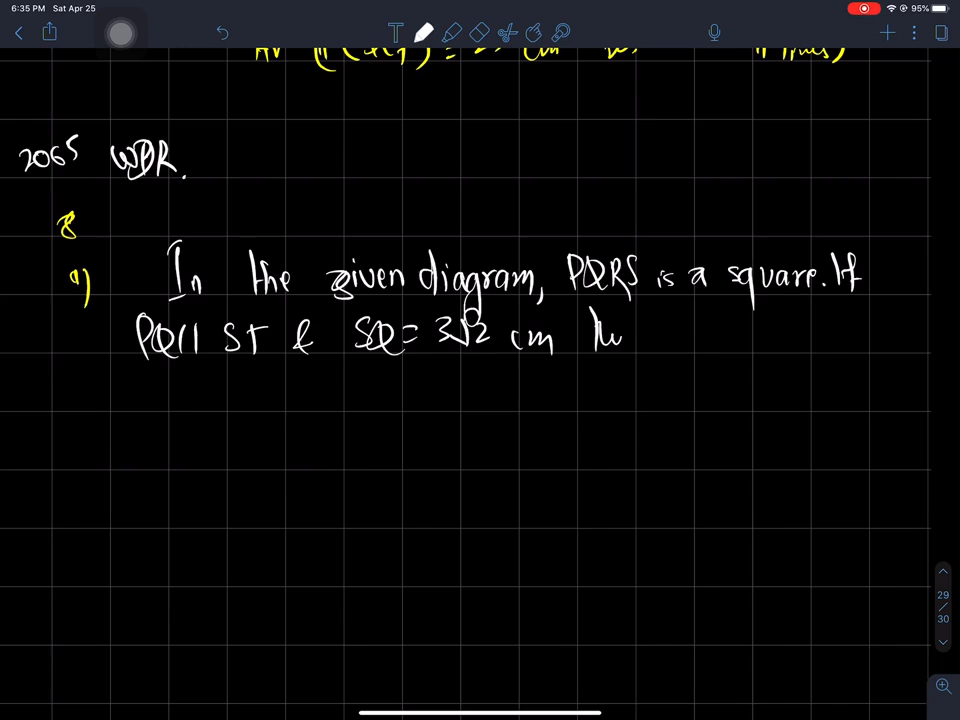 6:35 PM Sat Apr 25
95%
2065 WDR.
8
a) In the given diagram, PQRS is a square. If
PQ || ST & SQ = 3√2 cm
29
/
30